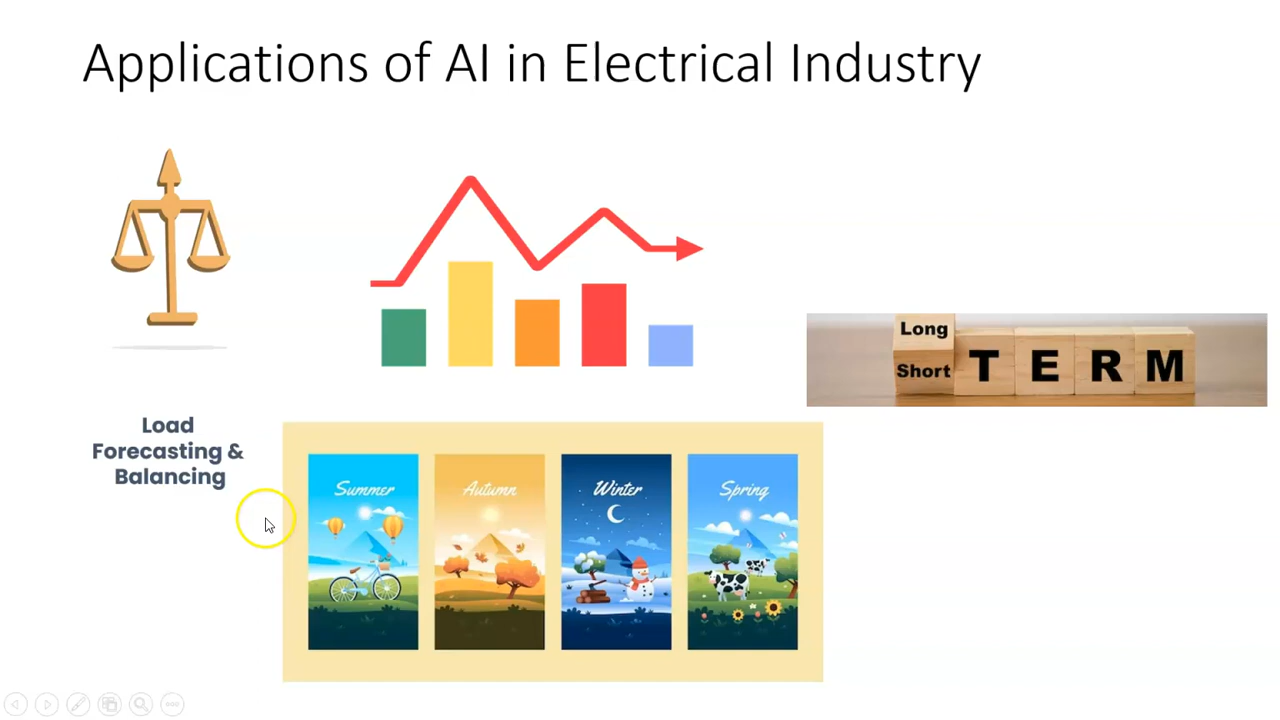 Applications of AI in Electrical Industry
Long
Short
TERM
Load
Forecasting &
Balancing
Summer
Autumn
Winter
Spring